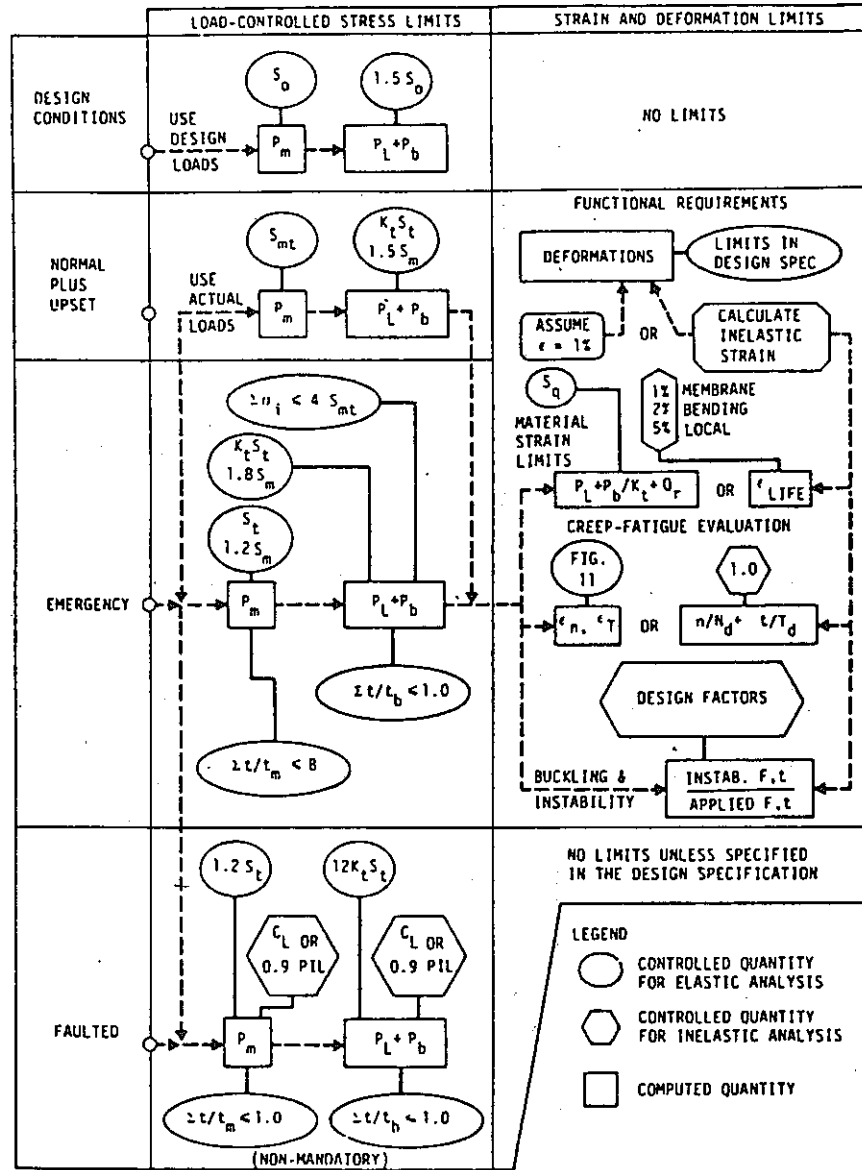 LOAD-CONTROLLED STRESS LIMITS
STRAIN AND DEFORMATION LIMITS
DESIGN
CONDITIONS
USE
DESIGN
LOADS
S_o
1.5 S_o
P_m
P_L+P_b
NO LIMITS
NORMAL
PLUS
UPSET
USE
ACTUAL
LOADS
S_mt
K_t S_t
1.5 S_m
P_m
P_L + P_b
FUNCTIONAL REQUIREMENTS
DEFORMATIONS
LIMITS IN
DESIGN SPEC
ASSUME
ϵ = 1%
OR
CALCULATE
INELASTIC
STRAIN
EMERGENCY
≤ 4 S_mt
K_t S_t
1.8 S_m
S_t
1.2 S_m
P_m
P_L+P_b
Σt/t_b ≤ 1.0
Σt/t_m ≤ B
S_q
1% MEMBRANE
2% BENDING
5% LOCAL
MATERIAL
STRAIN
LIMITS
P_L+P_b/K_t+Q_r
OR
ϵ_LIFE
CREEP-FATIGUE EVALUATION
FIG.
11
1.0
ϵ_n, ϵ_T
OR
n/N_d+ t/T_d
DESIGN FACTORS
BUCKLING &
INSTABILITY
INSTAB. F,t
APPLIED F,t
FAULTED
1.2 S_t
12K_t S_t
C_L OR
0.9 PIL
C_L OR
0.9 PIL
P_m
P_L + P_b
Σt/t_m ≤ 1.0
Σt/t_b ≤ 1.0
(NON-MANDATORY)
NO LIMITS UNLESS SPECIFIED
IN THE DESIGN SPECIFICATION
LEGEND
CONTROLLED QUANTITY
FOR ELASTIC ANALYSIS
CONTROLLED QUANTITY
FOR INELASTIC ANALYSIS
COMPUTED QUANTITY